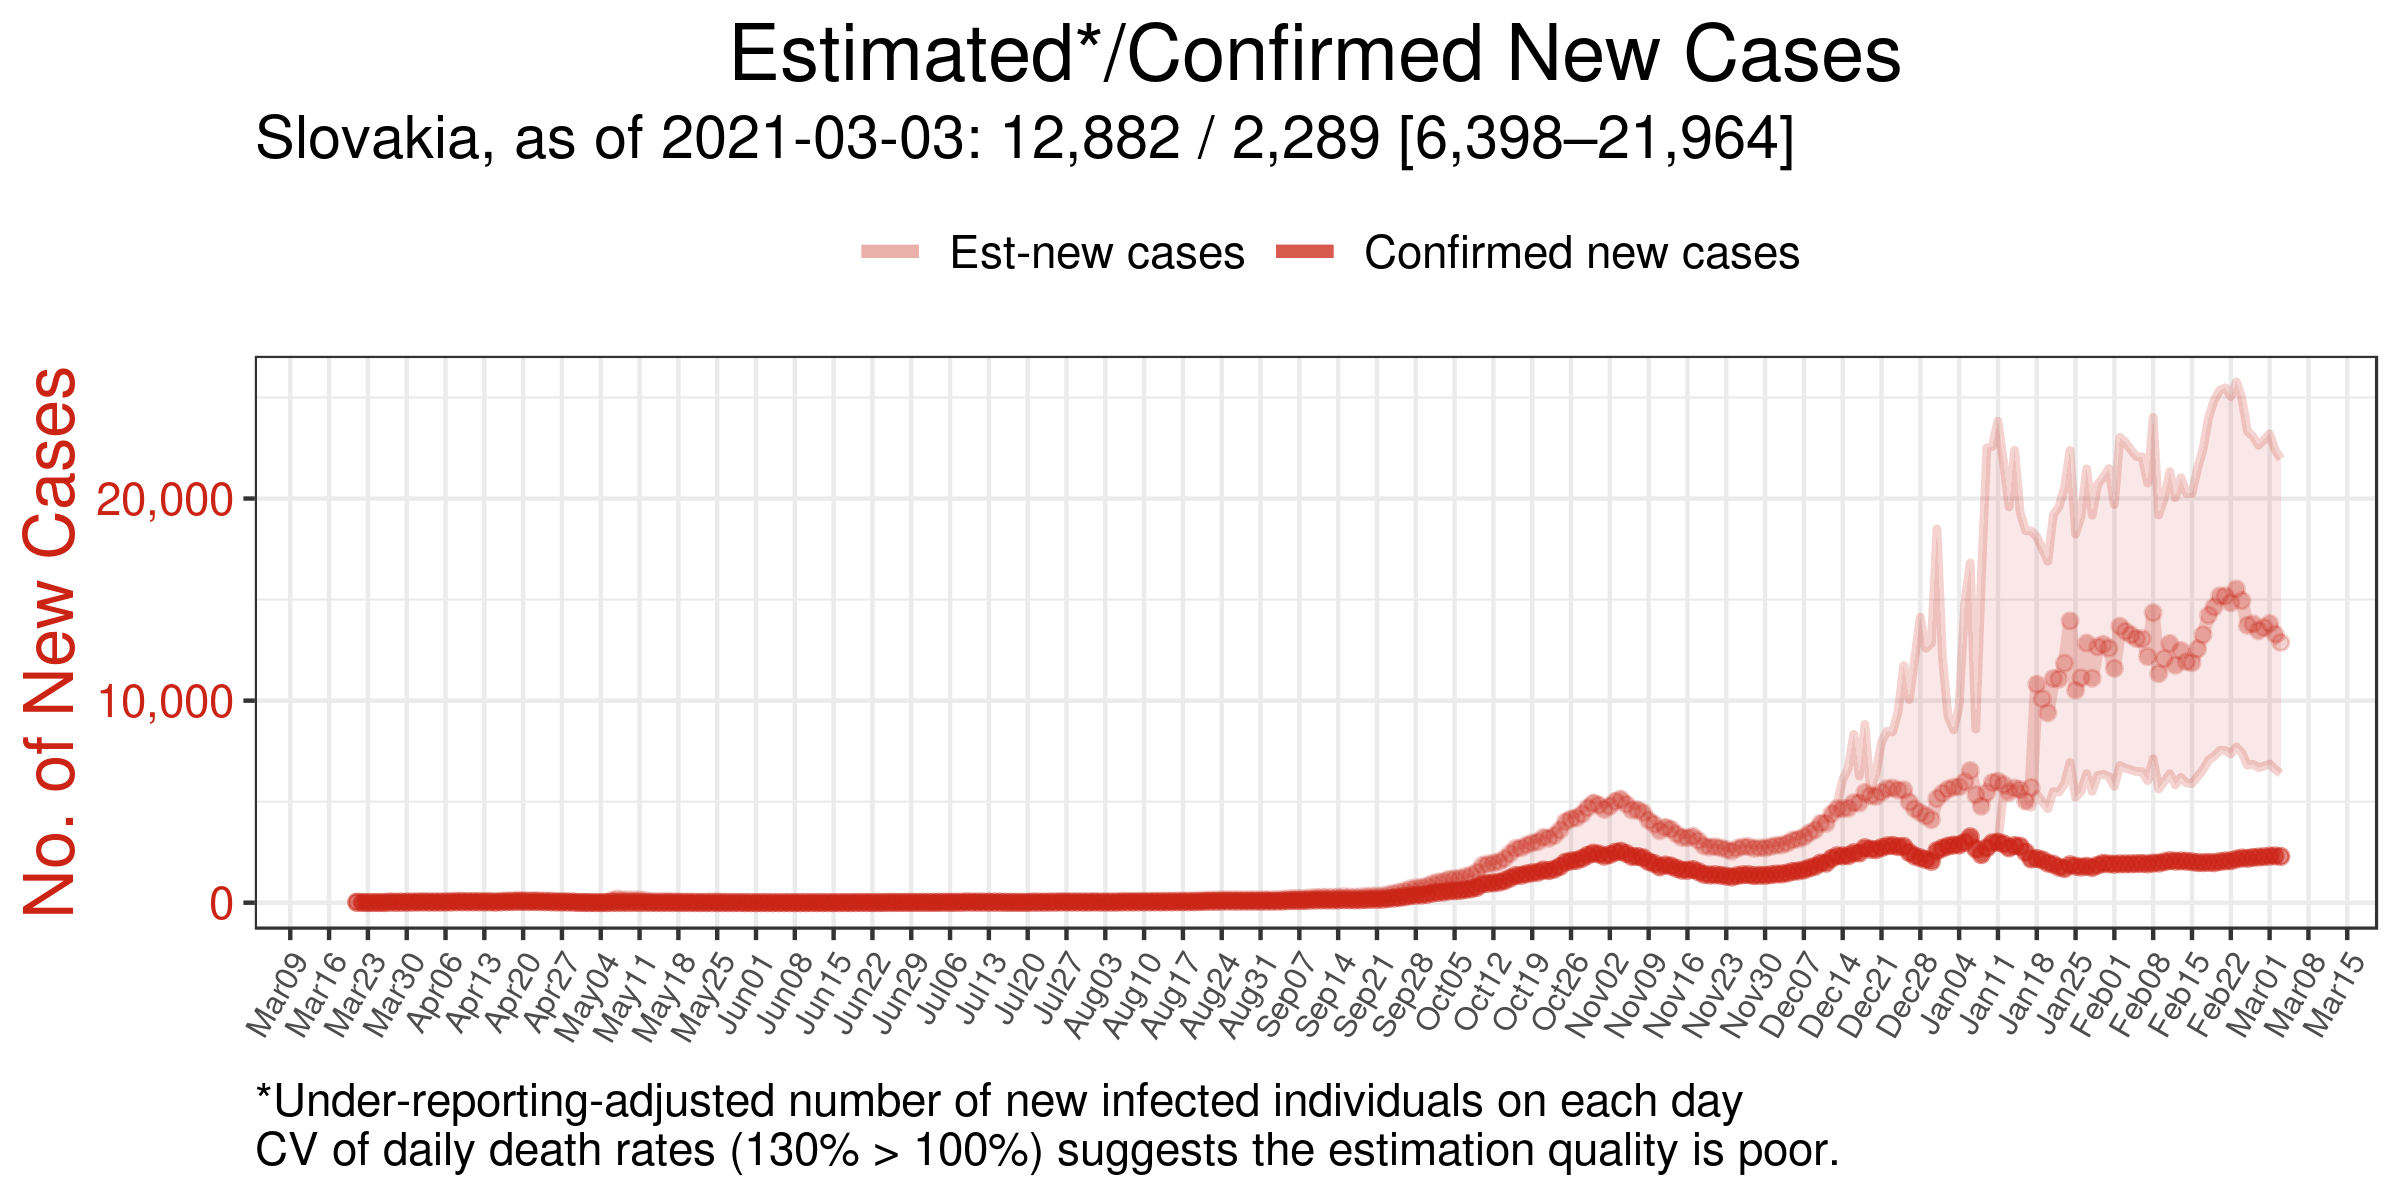 Estimated*/Confirmed New Cases
Slovakia, as of 2021-03-03: 12,882 / 2,289 [6,398–21,964]
Est-new cases Confirmed new cases
No. of New Cases
20,000
10,000
0
Mar09 Mar16 Mar23 Mar30 Apr06 Apr13 Apr20 Apr27 May04 May11 May18 May25 Jun01 Jun08 Jun15 Jun22 Jun29 Jul06 Jul13 Jul20 Jul27 Aug03 Aug10 Aug17 Aug24 Aug31 Sep07 Sep14 Sep21 Sep28 Oct05 Oct12 Oct19 Oct26 Nov02 Nov09 Nov16 Nov23 Nov30 Dec07 Dec14 Dec21 Dec28 Jan04 Jan11 Jan18 Jan25 Feb01 Feb08 Feb15 Feb22 Mar01 Mar08 Mar15
*Under-reporting-adjusted number of new infected individuals on each day
CV of daily death rates (130% > 100%) suggests the estimation quality is poor.